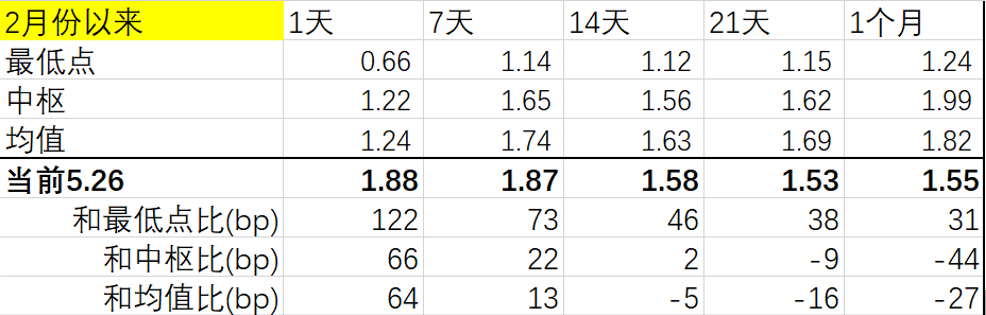 2月份以来 1天 7天 14天 21天 1个月
最低点 0.66 1.14 1.12 1.15 1.24
中枢 1.22 1.65 1.56 1.62 1.99
均值 1.24 1.74 1.63 1.69 1.82
当前5.26 1.88 1.87 1.58 1.53 1.55
和最低点比(bp) 122 73 46 38 31
和中枢比(bp) 66 22 2 -9 -44
和均值比(bp) 64 13 -5 -16 -27